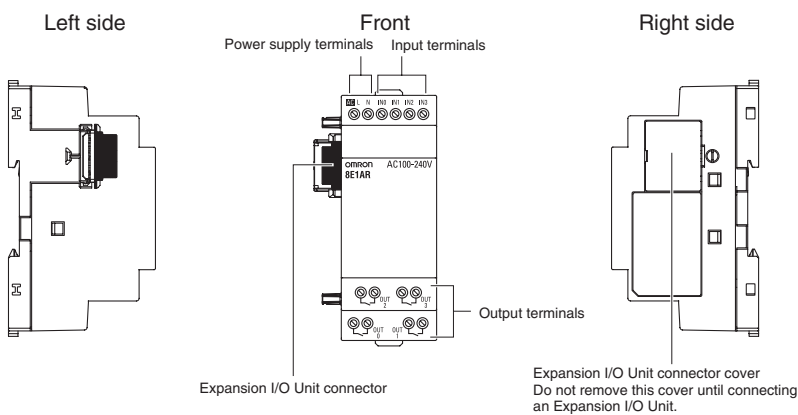 Left side
Front
Right side
Power supply terminals
Input terminals
AC L N IN0 IN1 IN2 IN3
OMRON AC100-240V
8E1AR
OUT 2
OUT 3
OUT 0
OUT 1
Output terminals
Expansion I/O Unit connector
Expansion I/O Unit connector cover
Do not remove this cover until connecting
an Expansion I/O Unit.